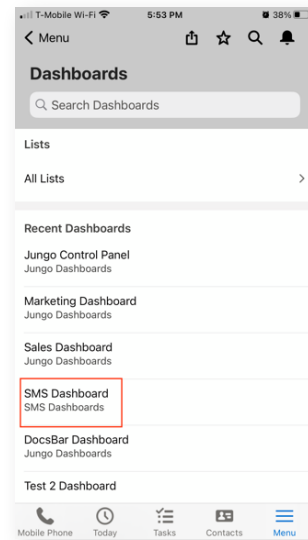 T-Mobile Wi-Fi 5:53 PM 38%
Menu
Dashboards
Search Dashboards
Lists
All Lists
Recent Dashboards
Jungo Control Panel
Jungo Dashboards
Marketing Dashboard
Jungo Dashboards
Sales Dashboard
Jungo Dashboards
SMS Dashboard
SMS Dashboards
DocsBar Dashboard
Jungo Dashboards
Test 2 Dashboard
Mobile Phone Today Tasks Contacts Menu